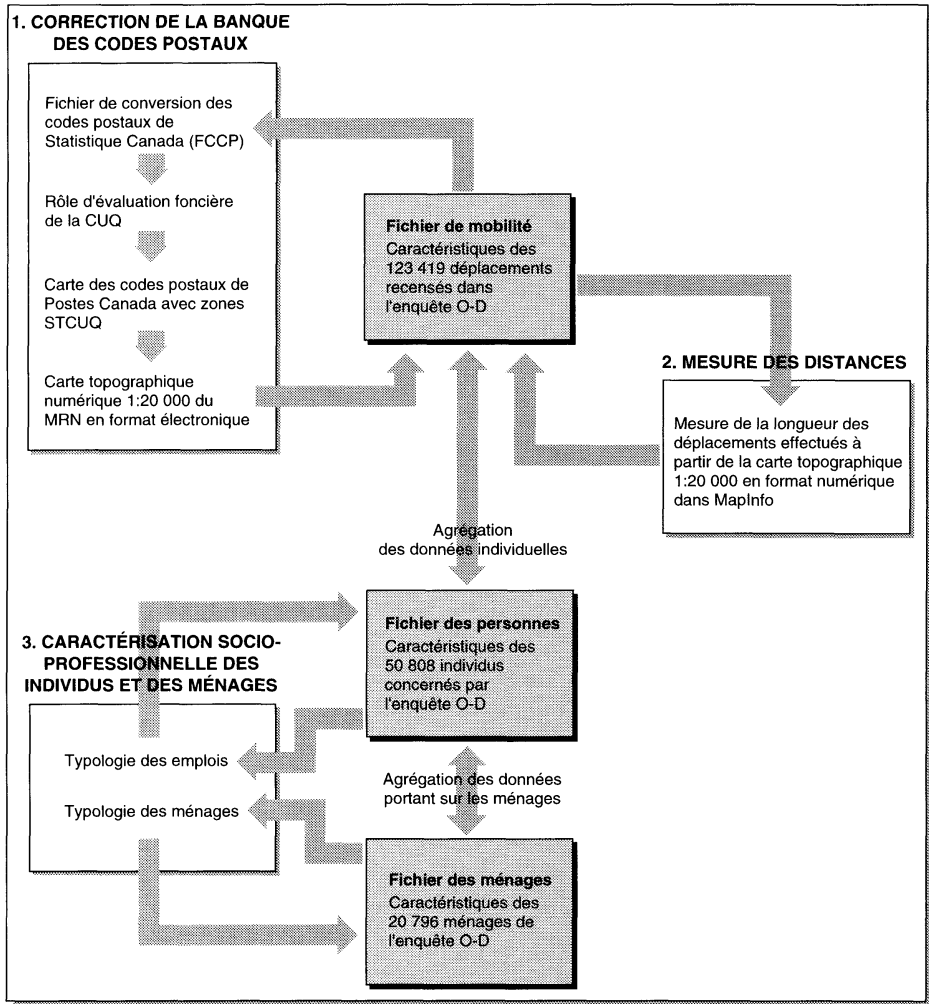 1. CORRECTION DE LA BANQUE
DES CODES POSTAUX
Fichier de conversion des
codes postaux de
Statistique Canada (FCCP)
Rôle d'évaluation foncière
de la CUQ
Carte des codes postaux de
Postes Canada avec zones
STCUQ
Carte topographique
numérique 1:20 000 du
MRN en format électronique
Fichier de mobilité
Caractéristiques des
123 419 déplacements
recensés dans
l'enquête O-D
2. MESURE DES DISTANCES
Mesure de la longueur des
déplacements effectués à
partir de la carte topographique
1:20 000 en format numérique
dans MapInfo
Agrégation
des données individuelles
Fichier des personnes
Caractéristiques des
50 808 individus
concernés par
l'enquête O-D
3. CARACTÉRISATION SOCIO-
PROFESSIONNELLE DES
INDIVIDUS ET DES MÉNAGES
Typologie des emplois
Typologie des ménages
Agrégation des données
portant sur les ménages
Fichier des ménages
Caractéristiques des
20 796 ménages de
l'enquête O-D